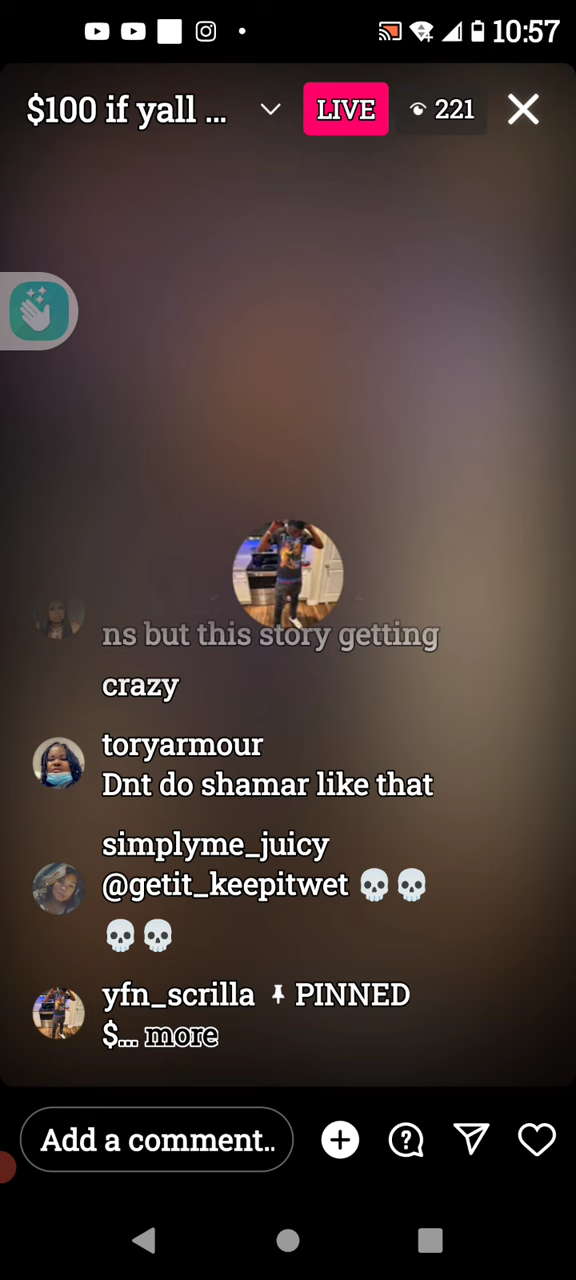 10:57
$100 if yall ...
LIVE
221
ns but this story getting
crazy
toryarmour
Dnt do shamar like that
simplyme_juicy
@getit_keepitwet 💀💀
💀💀
yfn_scrilla PINNED
$... more
Add a comment..